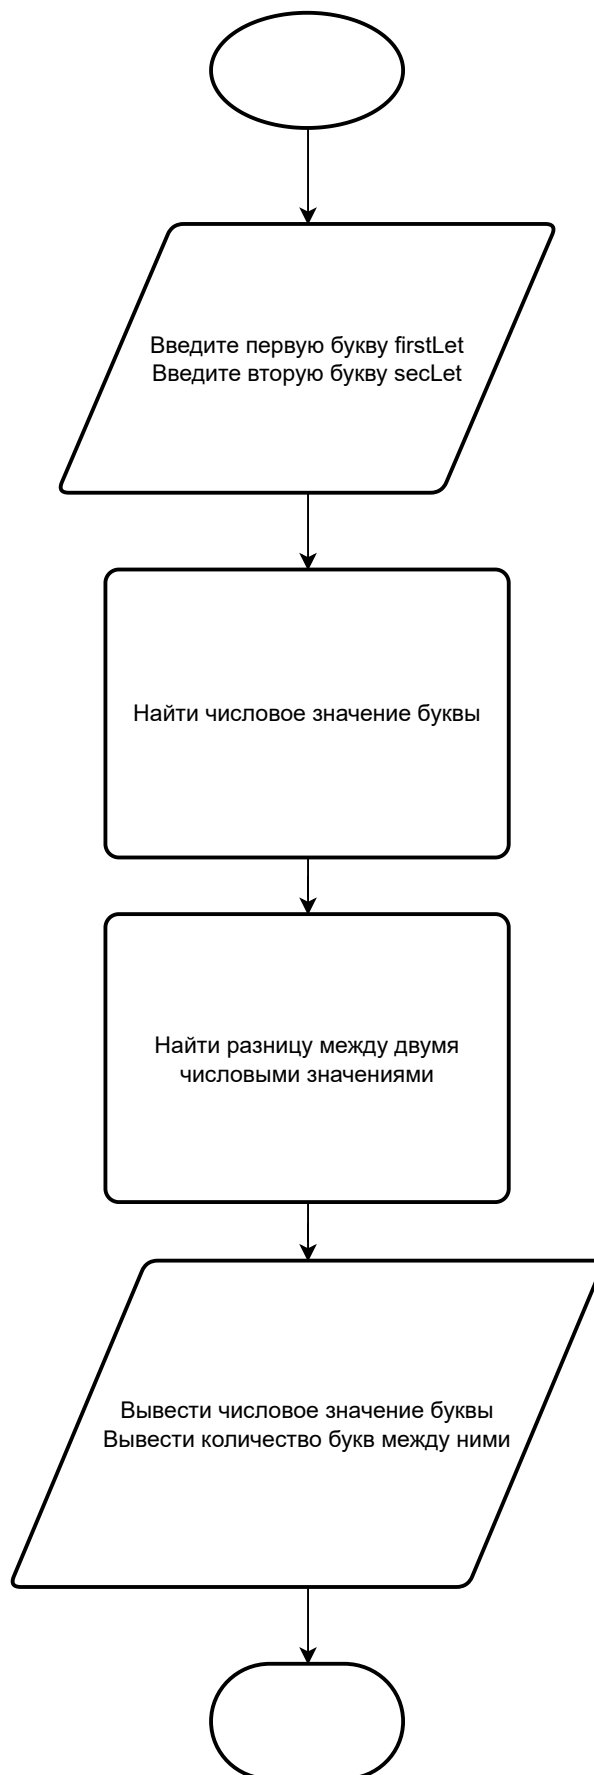 Введите первую букву firstLet
Введите вторую букву secLet
Найти числовое значение буквы
Найти разницу между двумя
числовыми значениями
Вывести числовое значение буквы
Вывести количество букв между ними